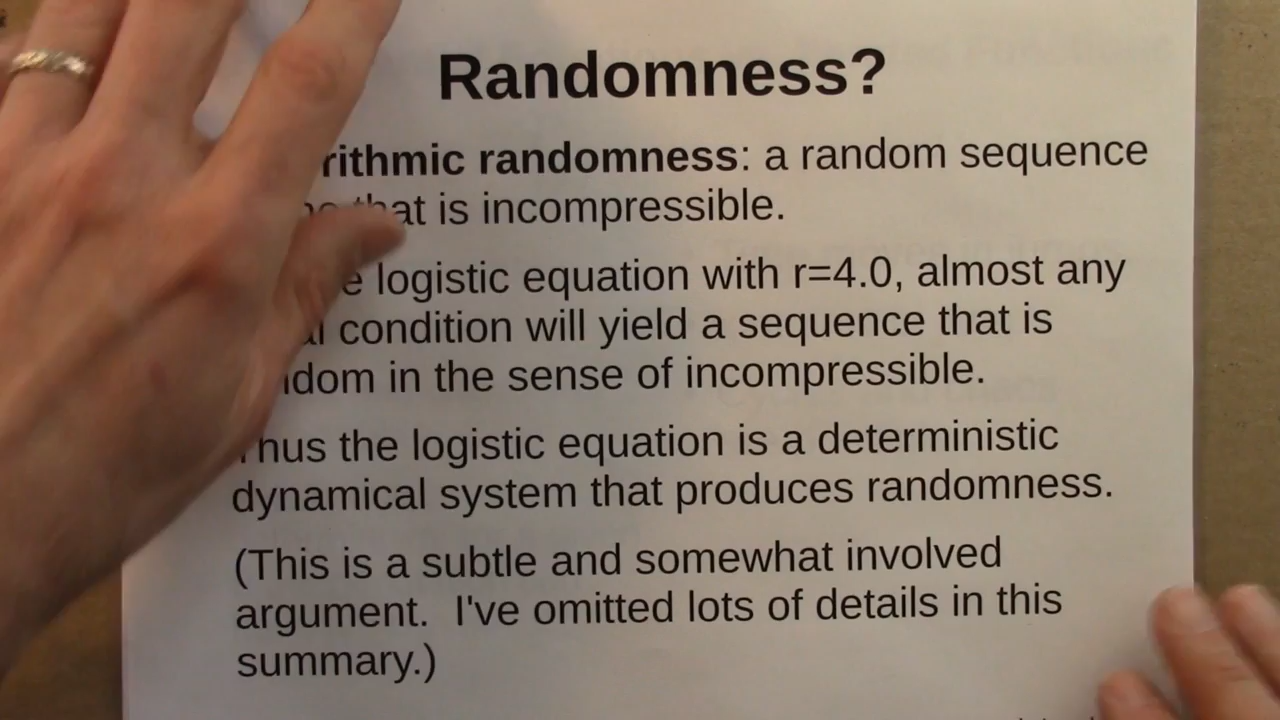 Randomness?
rithmic randomness: a random sequence
that is incompressible.
logistic equation with r=4.0, almost any
condition will yield a sequence that is
dom in the sense of incompressible.
Thus the logistic equation is a deterministic
dynamical system that produces randomness.
(This is a subtle and somewhat involved
argument. I've omitted lots of details in this
summary.)